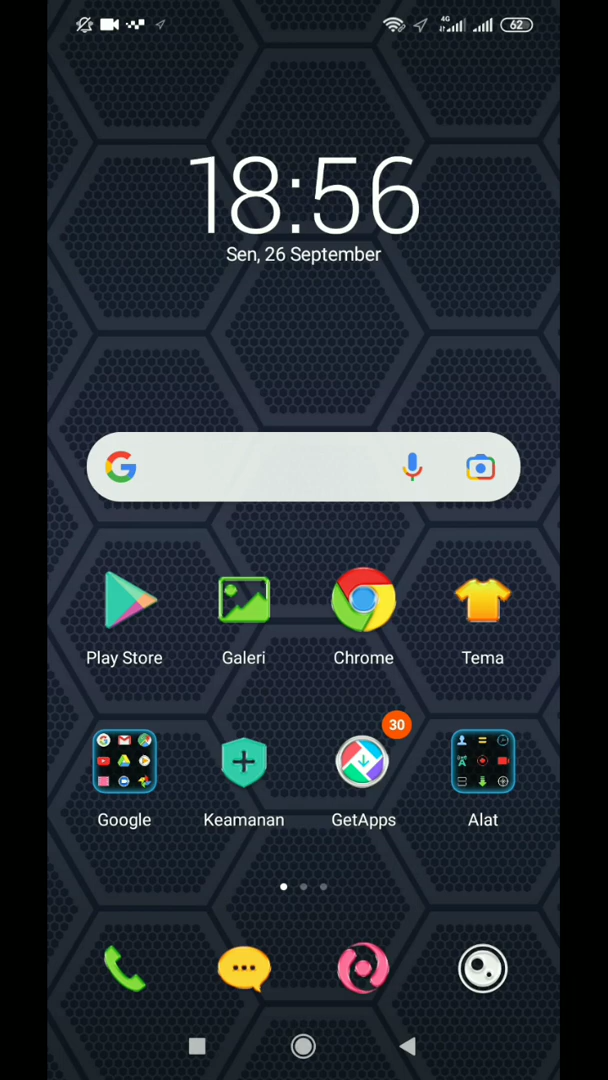 4G
62
18:56
Sen, 26 September
Play Store
Galeri
Chrome
Tema
30
Google
Keamanan
GetApps
Alat